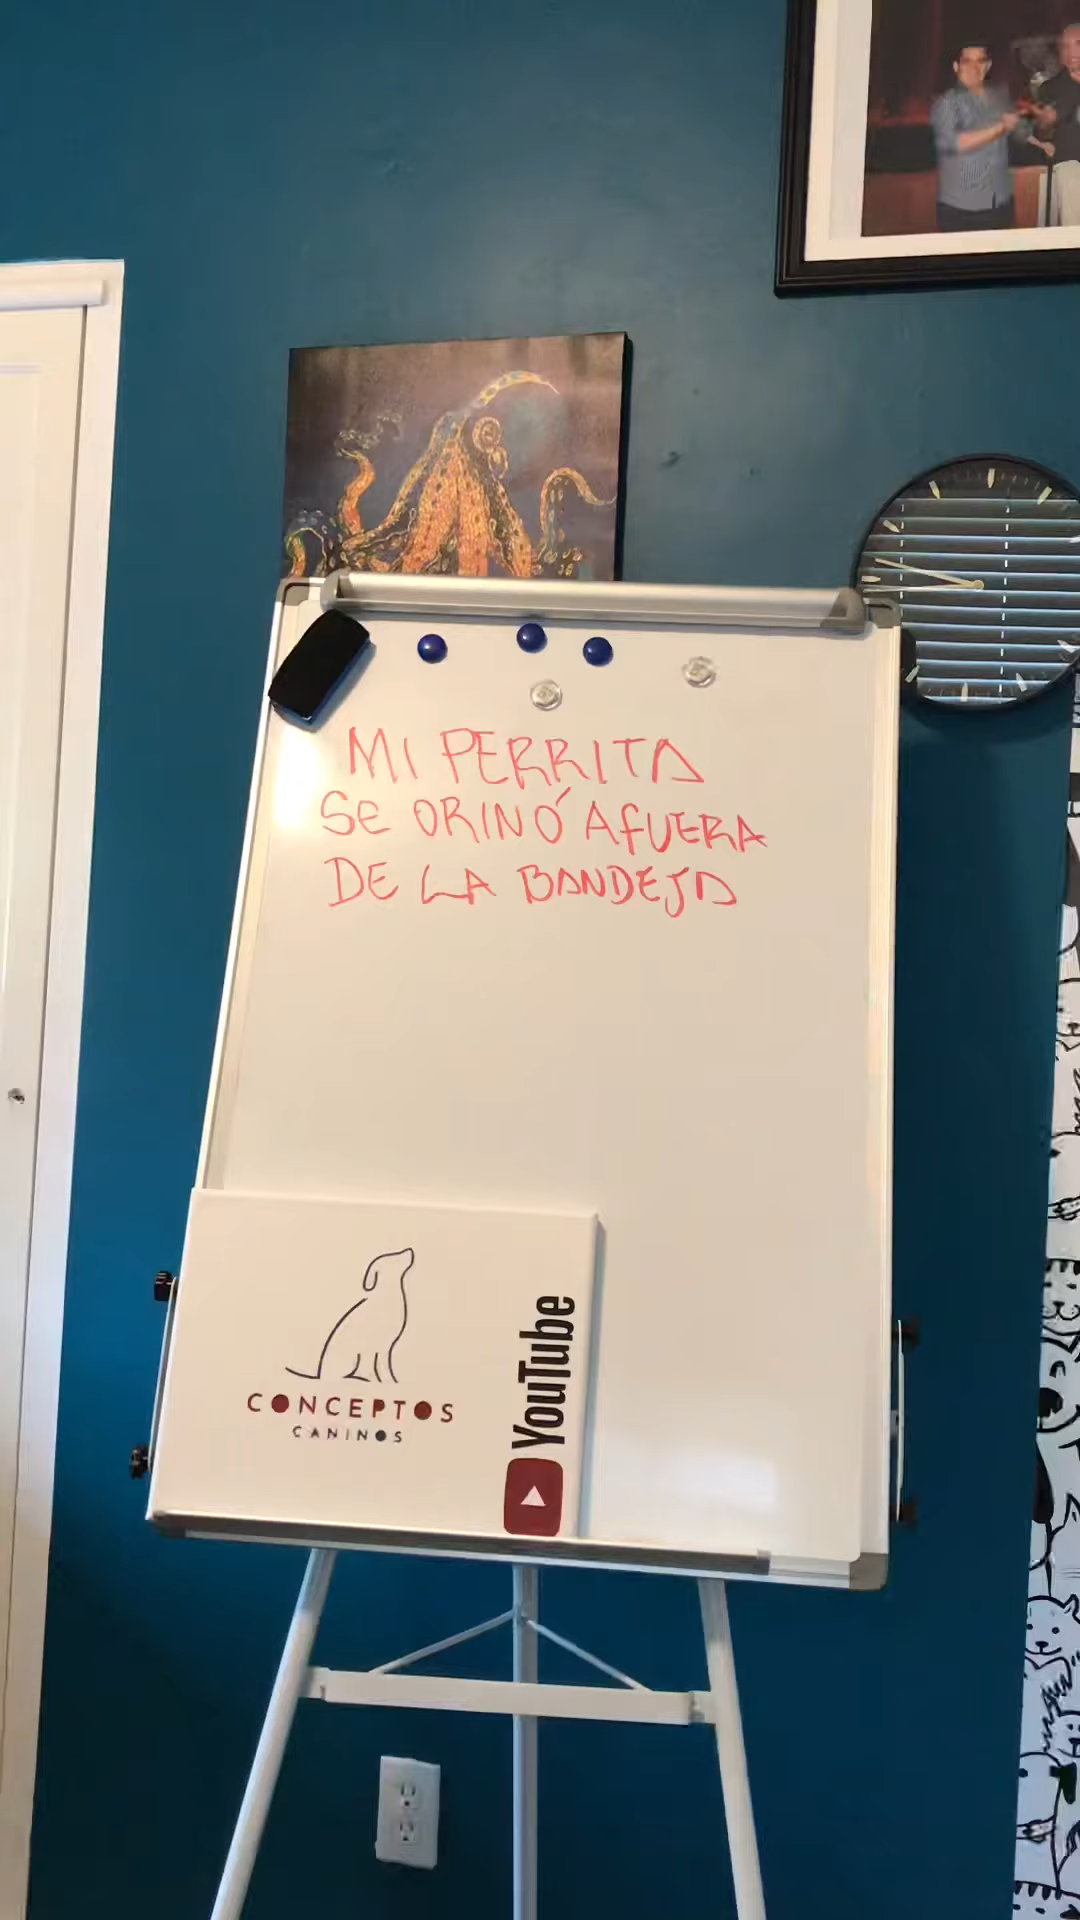 MI PERRITA
SE ORINÓ AFUERA
DE LA BANDEJA
CONCEPTOS
CANINOS
YouTube